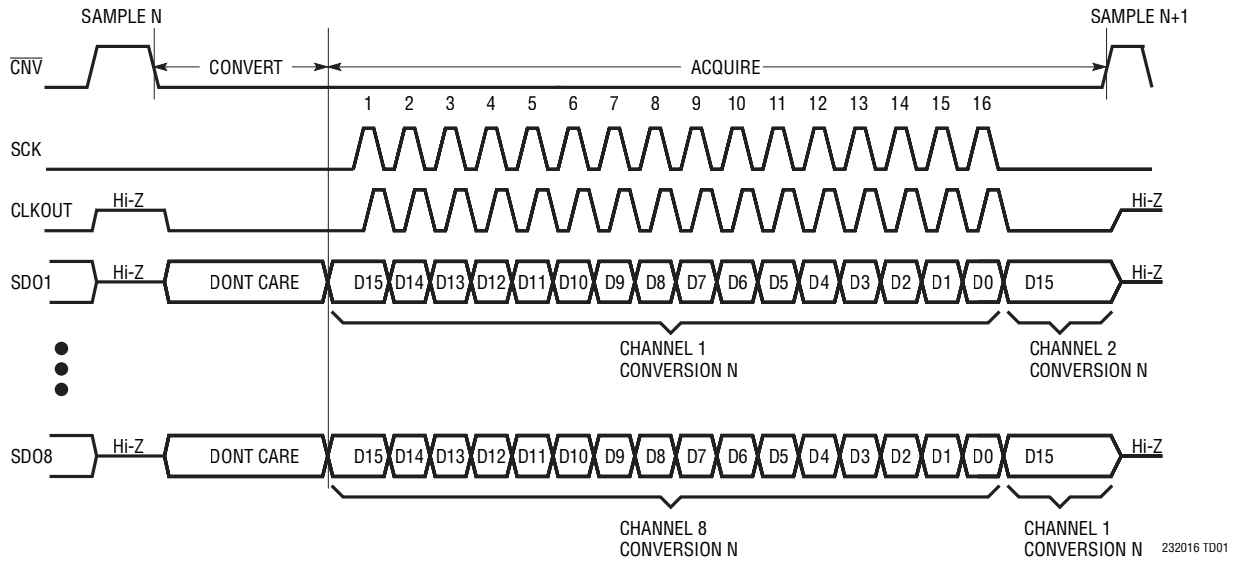 SAMPLE N SAMPLE N+1
CNV CONVERT ACQUIRE
1 2 3 4 5 6 7 8 9 10 11 12 13 14 15 16
SCK
CLKOUT Hi-Z Hi-Z
SDO1 Hi-Z DONT CARE D15 D14 D13 D12 D11 D10 D9 D8 D7 D6 D5 D4 D3 D2 D1 D0 D15 Hi-Z
CHANNEL 1 CHANNEL 2
CONVERSION N CONVERSION N
SDO8 Hi-Z DONT CARE D15 D14 D13 D12 D11 D10 D9 D8 D7 D6 D5 D4 D3 D2 D1 D0 D15 Hi-Z
CHANNEL 8 CHANNEL 1
CONVERSION N CONVERSION N 232016 TD01